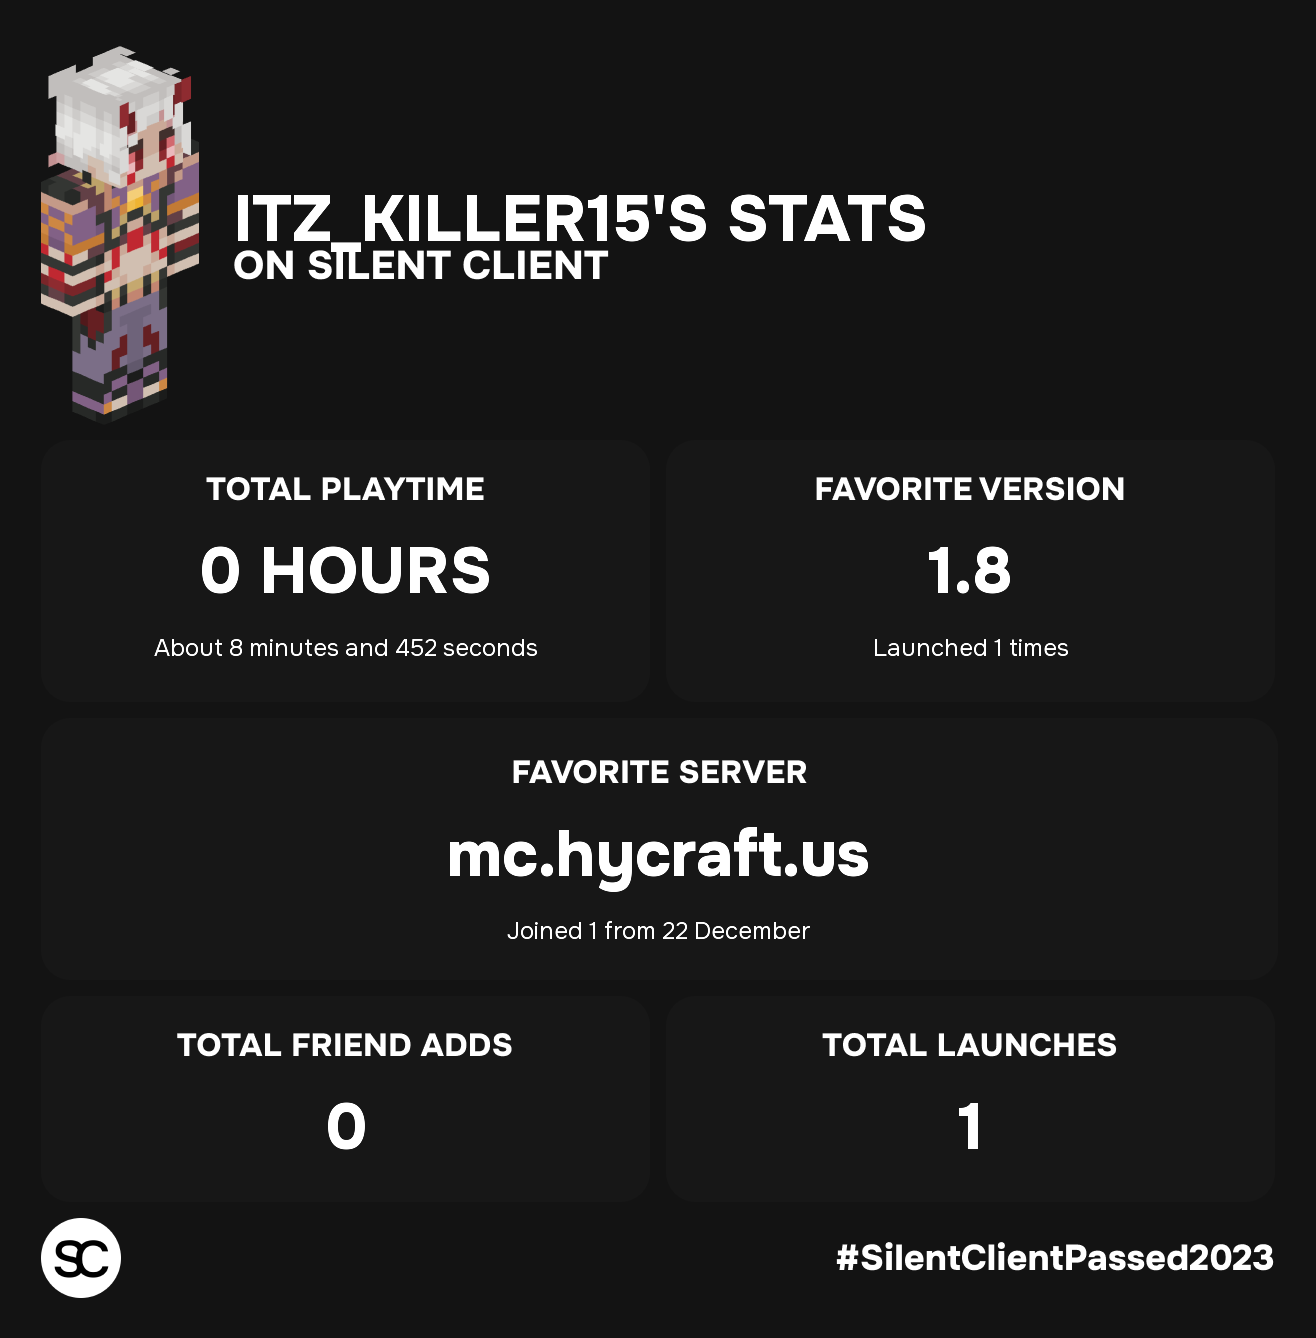 ITZ_KILLER15'S STATS
ON SILENT CLIENT
TOTAL PLAYTIME
0 HOURS
About 8 minutes and 452 seconds
FAVORITE VERSION
1.8
Launched 1 times
FAVORITE SERVER
mc.hycraft.us
Joined 1 from 22 December
TOTAL FRIEND ADDS
0
TOTAL LAUNCHES
1
SC
#SilentClientPassed2023